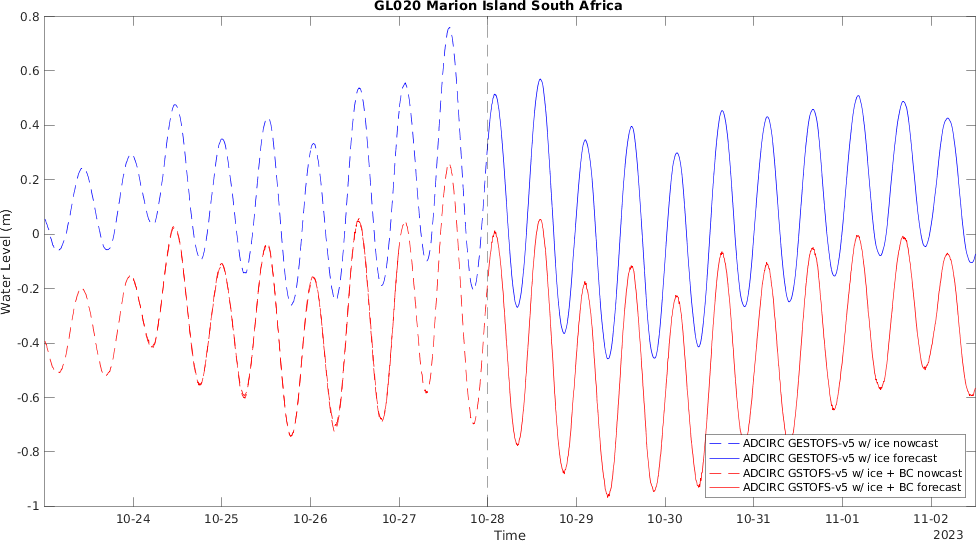 GL020 Marion Island South Africa
0.8
0.6
0.4
0.2
0
-0.2
-0.4
-0.6
-0.8
-1
Water Level (m)
ADCIRC GESTOFS-v5 w/ ice nowcast
ADCIRC GESTOFS-v5 w/ ice forecast
ADCIRC GSTOFS-v5 w/ ice + BC nowcast
ADCIRC GSTOFS-v5 w/ ice + BC forecast
10-24 10-25 10-26 10-27 10-28 10-29 10-30 10-31 11-01 11-02
Time 2023